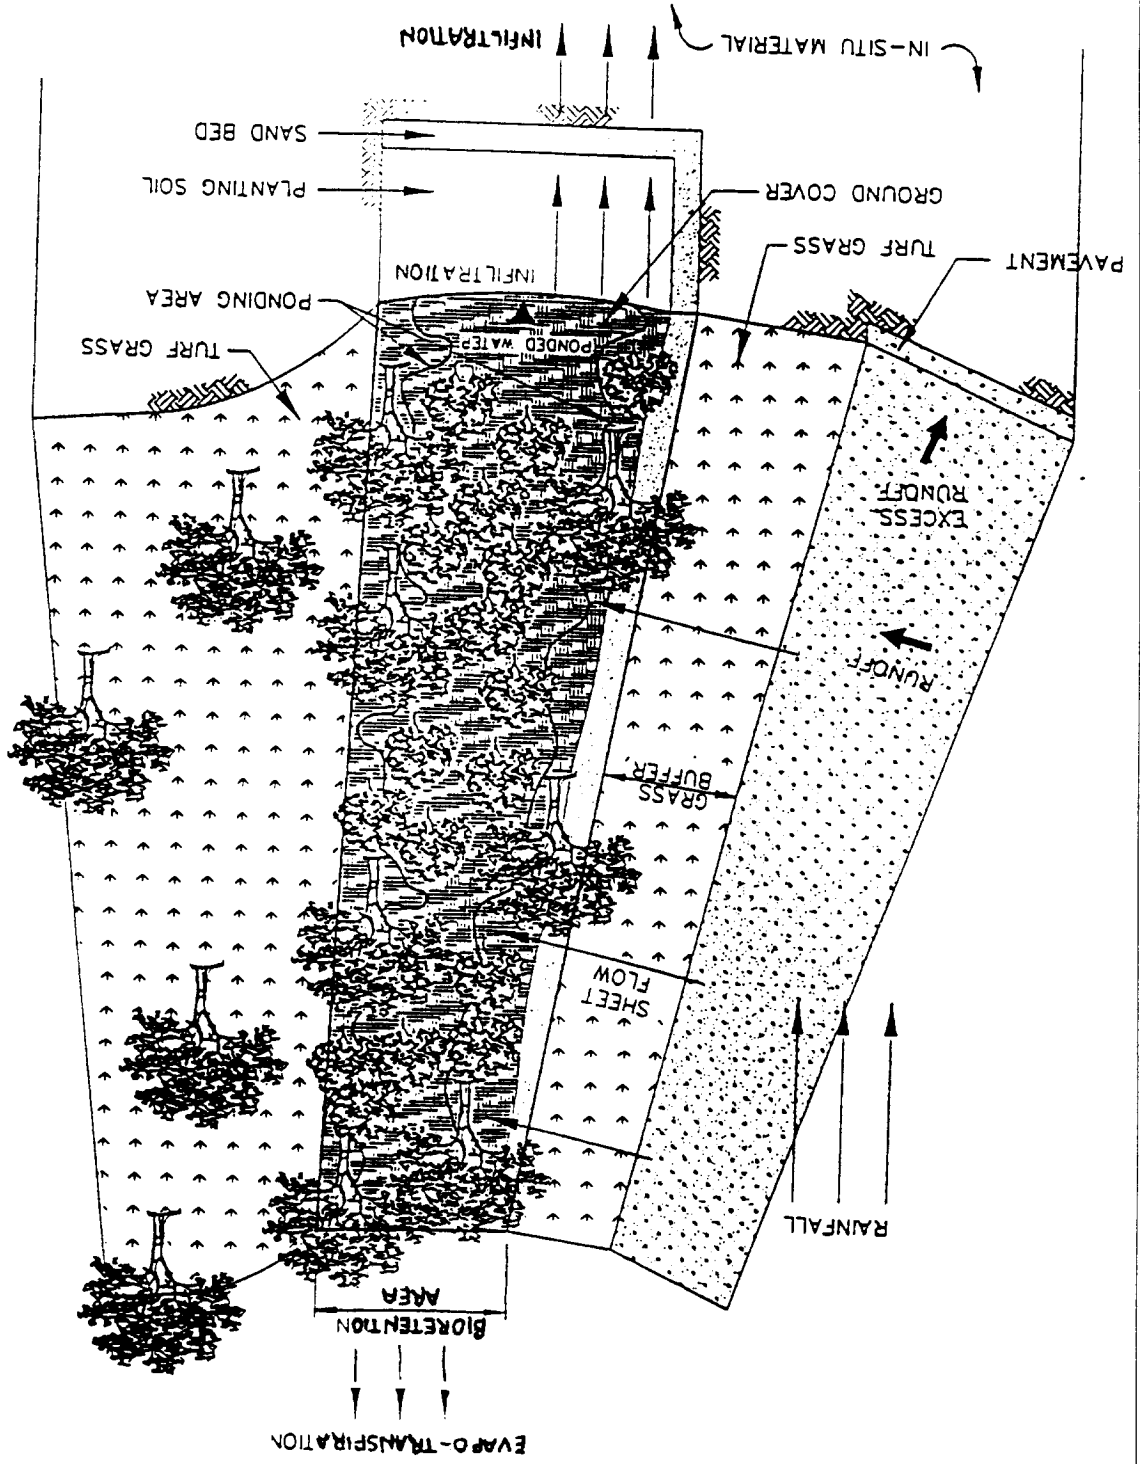 EVAPO-TRANSPIRATION
BIORETENTION
AREA
RAINFALL
SHEET
FLOW
GRASS
BUFFER
RUNOFF
EXCESS
RUNOFF
TURF GRASS
PONDED WATER
PONDING AREA
PAVEMENT
INFILTRATION
TURF GRASS
GROUND COVER
PLANTING SOIL
SAND BED
IN-SITU MATERIAL
INFILTRATION